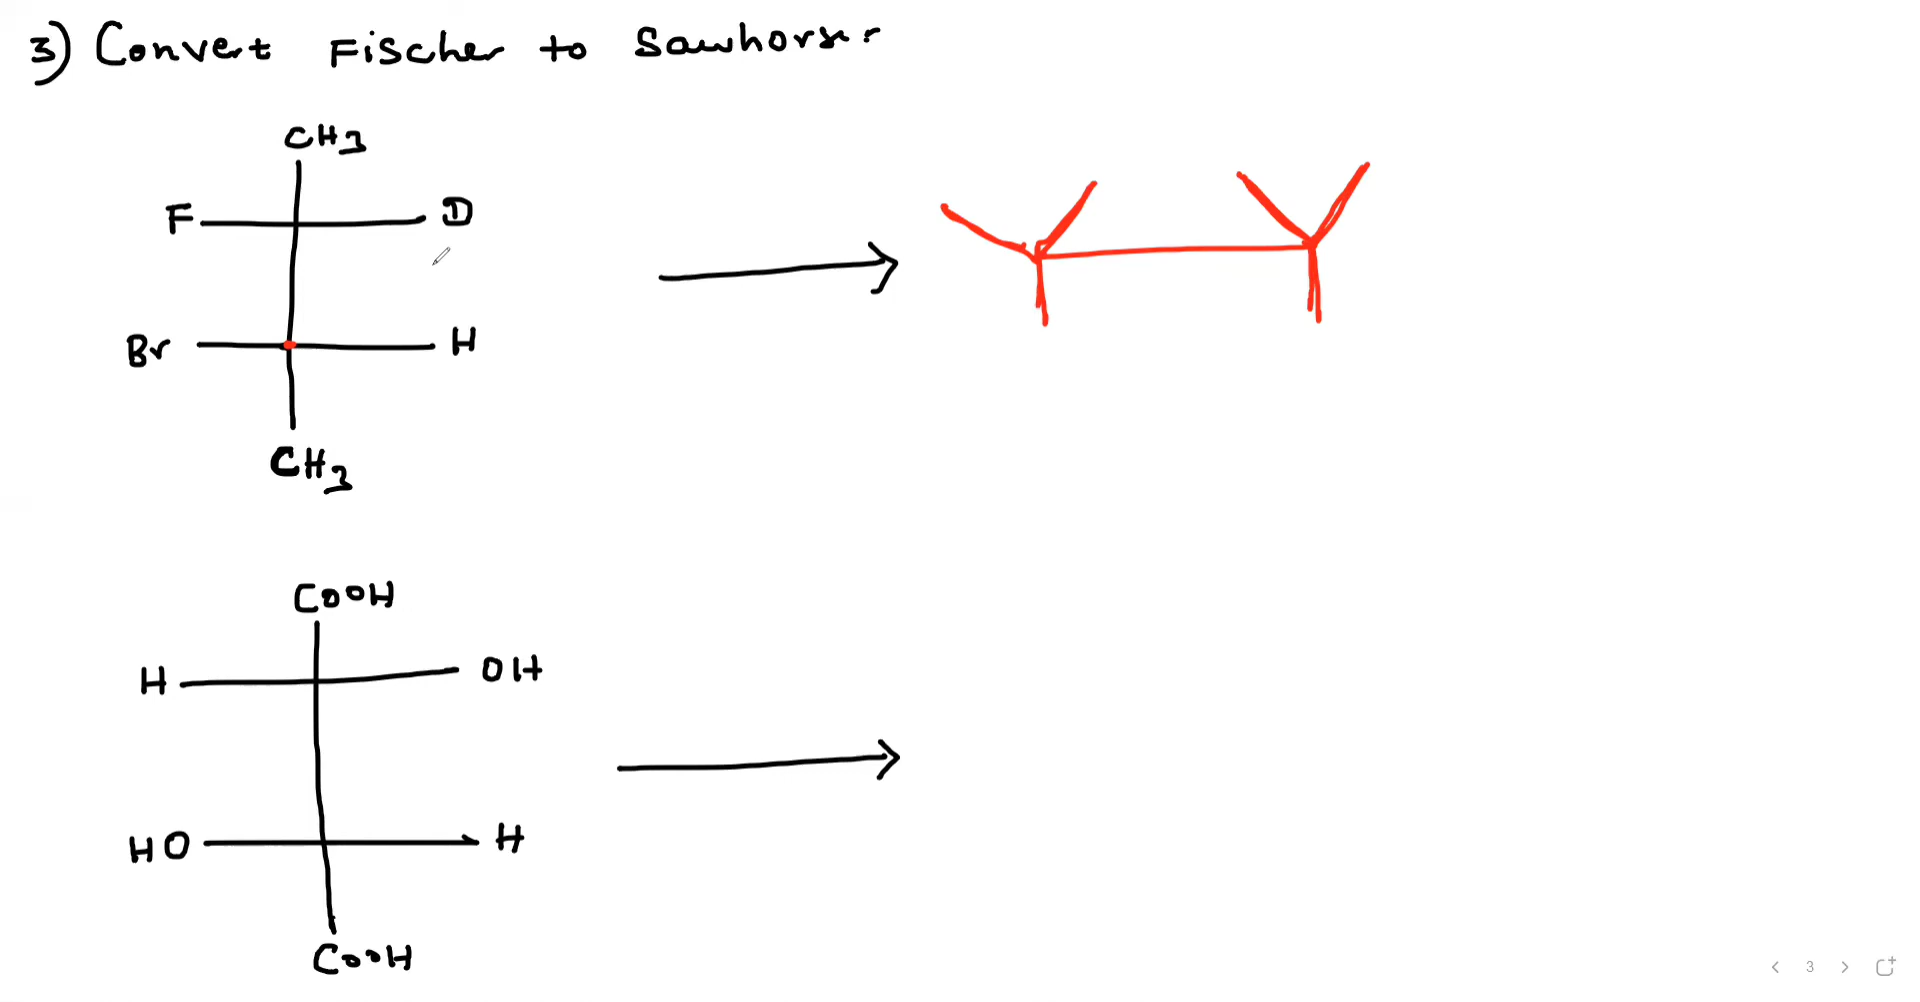 3) Convert Fischer to Sawhorse:
CH3
F D
Br H
CH3
COOH
H OH
HO H
COOH
< 3 >